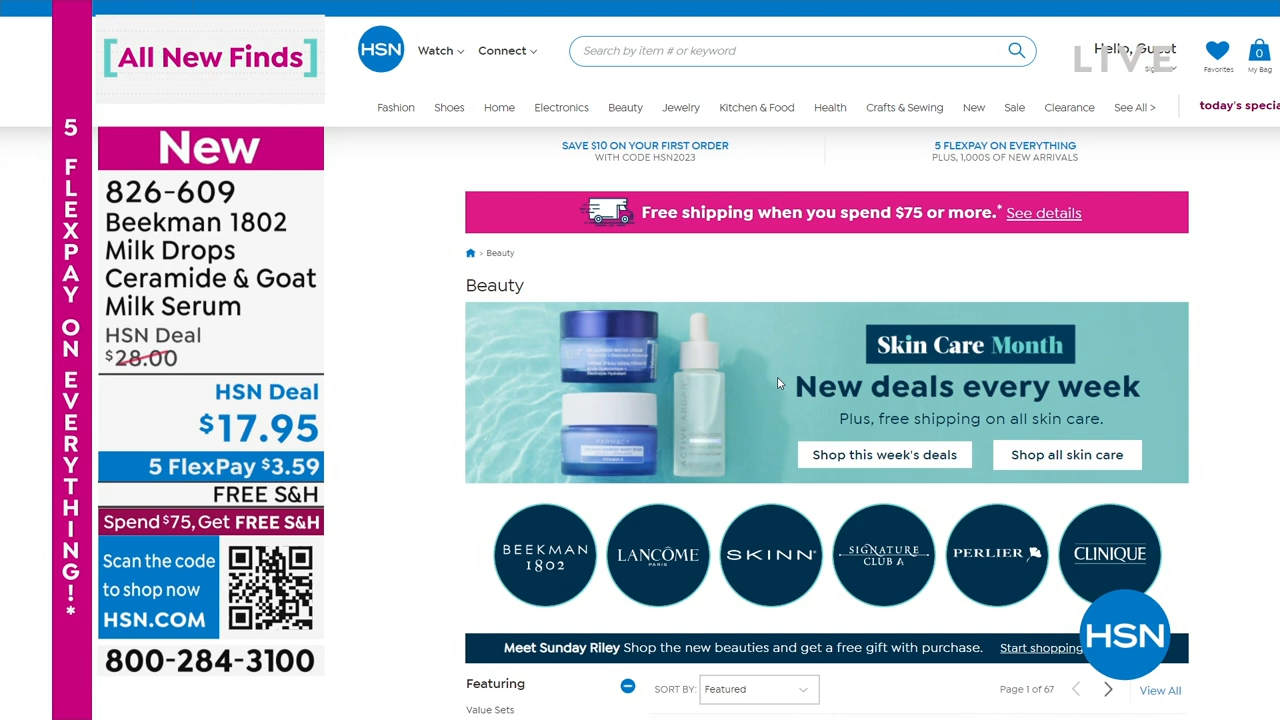 5 FLEXPAY ON EVERYTHING!*
[All New Finds]
New
826-609
Beekman 1802
Milk Drops
Ceramide & Goat
Milk Serum
HSN Deal
$28.00
HSN Deal
$17.95
5 FlexPay $3.59
FREE S&H
Spend $75, Get FREE S&H
Scan the code
to shop now
HSN.COM
800-284-3100
HSN
Watch
Connect
Search by item # or keyword
Hello, Guest
LIVE
Favorites
0
My Bag
Fashion Shoes Home Electronics Beauty Jewelry Kitchen & Food Health Crafts & Sewing New Sale Clearance See All > today's specia
SAVE $10 ON YOUR FIRST ORDER
WITH CODE HSN2023
5 FLEXPAY ON EVERYTHING
PLUS, 1,000S OF NEW ARRIVALS
Free shipping when you spend $75 or more.* See details
> Beauty
Beauty
Skin Care Month
New deals every week
Plus, free shipping on all skin care.
Shop this week's deals
Shop all skin care
FARMACY
BEEKMAN
1802
LANCÔME
PARIS
SKINN
SIGNATURE
CLUB A
PERLIER
CLINIQUE
Meet Sunday Riley Shop the new beauties and get a free gift with purchase. Start shopping
HSN
Featuring
SORT BY: Featured
Page 1 of 67
View All
Value Sets